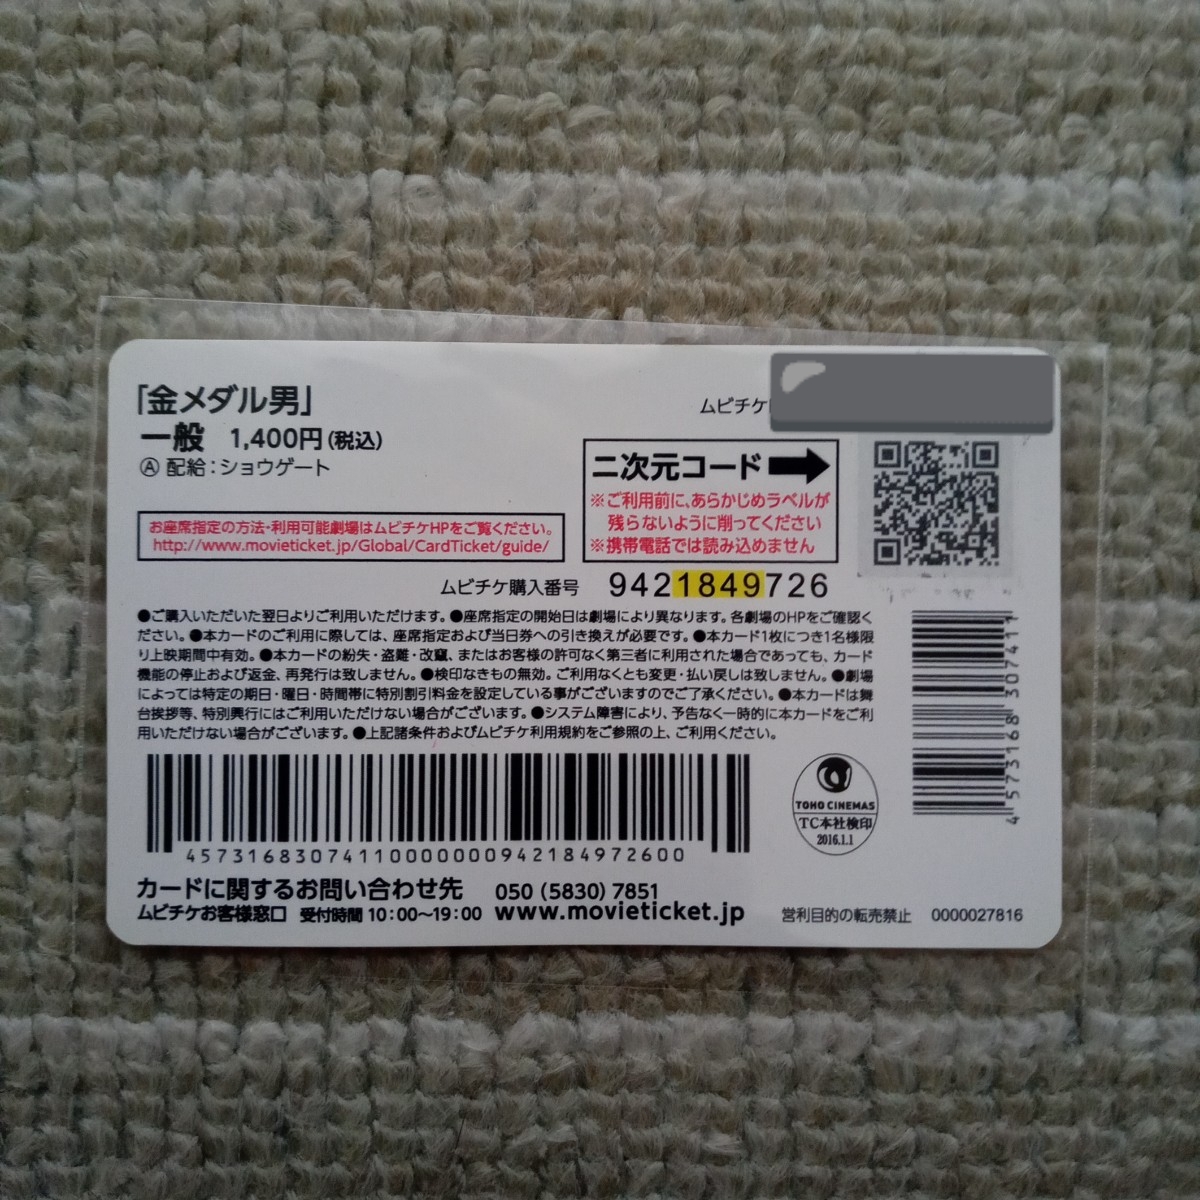 「金メダル男」
一般 1,400円(税込)
Ⓐ 配給：ショウゲート
ムビチケ
二次元コード
※ご利用前に、あらかじめラベルが
残らないように削ってください
※携帯電話では読み込めません
お座席指定の方法・利用可能劇場はムビチケHPをご覧ください。
http://www.movieticket.jp/Global/CardTicket/guide/
ムビチケ購入番号 9421849726
●ご購入いただいた翌日よりご利用いただけます。●座席指定の開始日は劇場により異なります。各劇場のHPをご確認く
ださい。●本カードのご利用に際しては、座席指定および当日券への引き換えが必要です。●本カード1枚につき1名様限
り上映期間中有効。●本カードの紛失・盗難・改竄、またはお客様の許可なく第三者に利用された場合であっても、カード
機能の停止および返金、再発行は致しません。●検印なきもの無効。ご利用なくとも変更・払い戻しは致しません。●劇場
によっては特定の期日・曜日・時間帯に特別割引料金を設定している事がございますのでご了承ください。●本カードは舞
台挨拶等、特別興行にはご利用いただけない場合がございます。●システム障害により、予告なく一時的に本カードをご利
用いただけない場合がございます。●上記諸条件およびムビチケ利用規約をご参照の上、ご利用ください。
45731683074110000000942184972600
4 573168 307411
TOHO CINEMAS
TC本社検印
2016.1.1
カードに関するお問い合わせ先 050 (5830) 7851
ムビチケお客様窓口 受付時間 10：00〜19：00 www.movieticket.jp
営利目的の転売禁止 0000027816